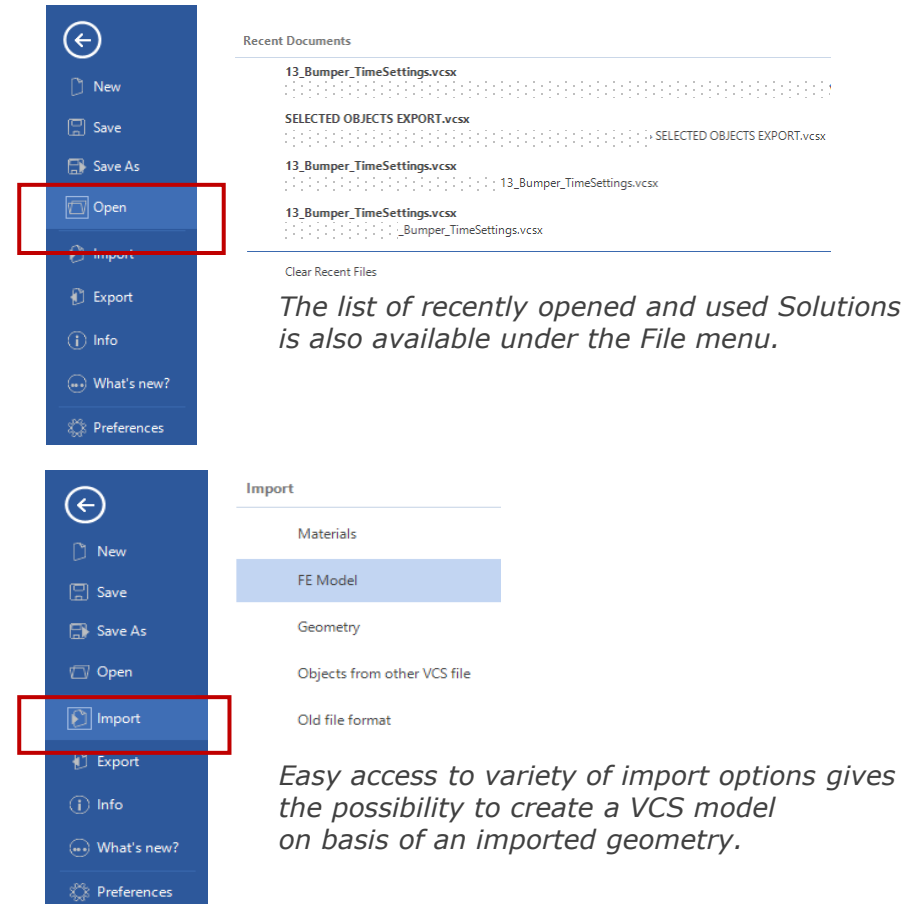 New
Save
Save As
Open
Import
Export
Info
What's new?
Preferences
Recent Documents
13_Bumper_TimeSettings.vcsx
SELECTED OBJECTS EXPORT.vcsx
SELECTED OBJECTS EXPORT.vcsx
13_Bumper_TimeSettings.vcsx
13_Bumper_TimeSettings.vcsx
13_Bumper_TimeSettings.vcsx
_Bumper_TimeSettings.vcsx
Clear Recent Files
The list of recently opened and used Solutions
is also available under the File menu.
New
Save
Save As
Open
Import
Export
Info
What's new?
Preferences
Import
Materials
FE Model
Geometry
Objects from other VCS file
Old file format
Easy access to variety of import options gives
the possibility to create a VCS model
on basis of an imported geometry.